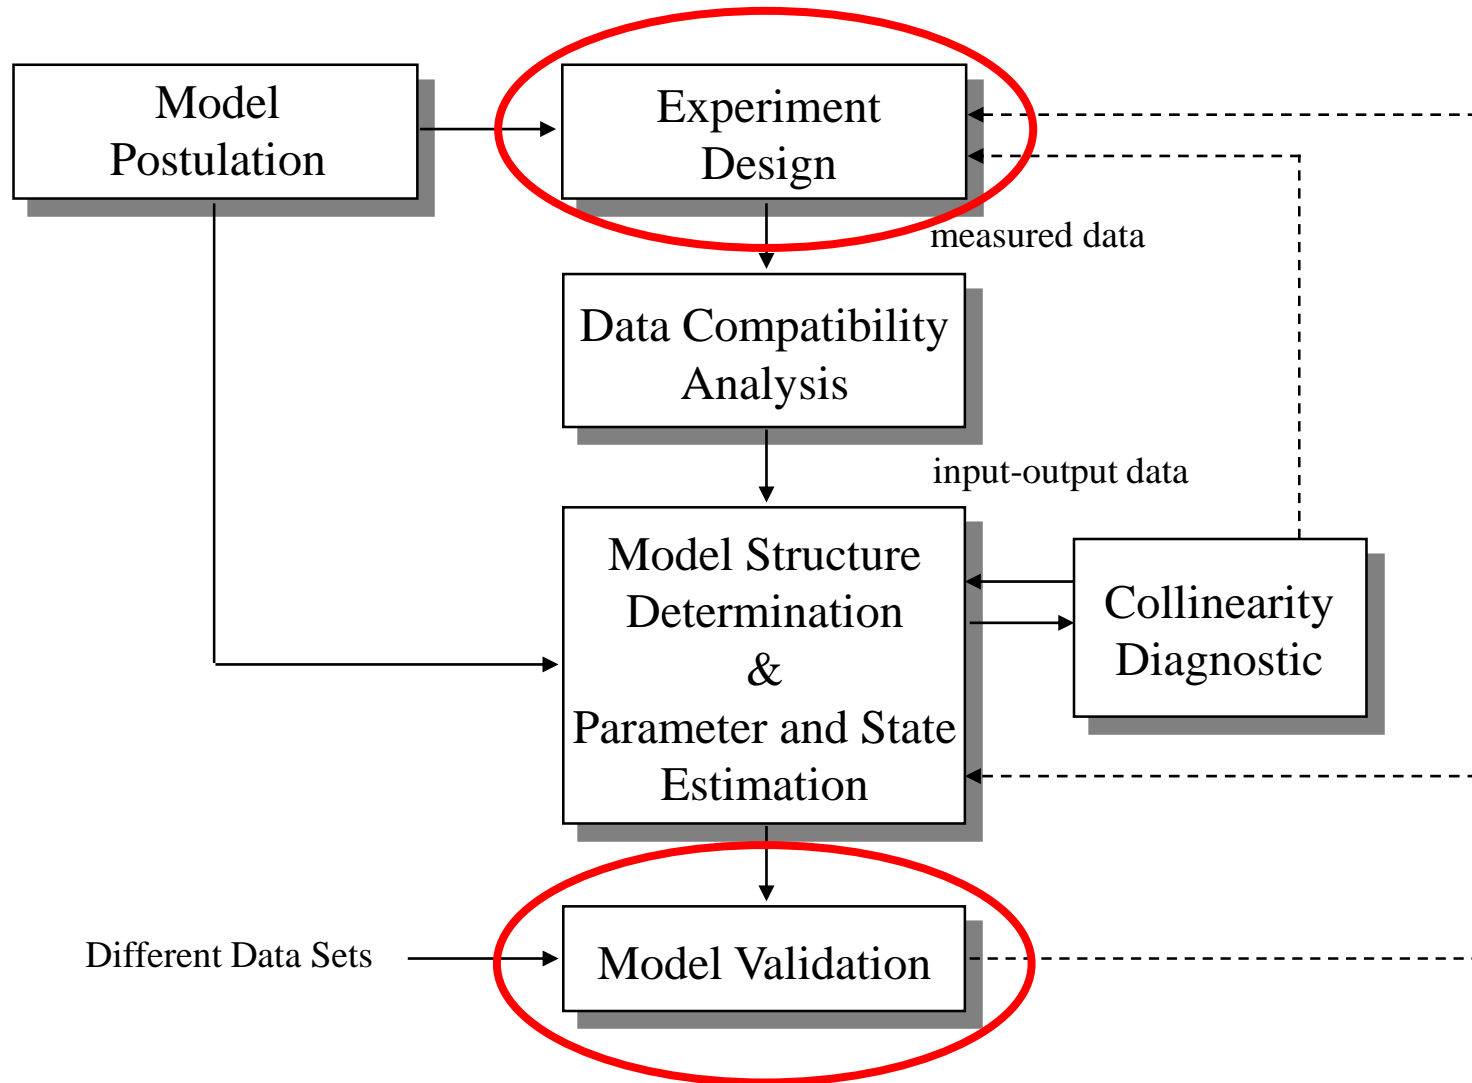 Model
Postulation
Experiment
Design
measured data
Data Compatibility
Analysis
input-output data
Model Structure
Determination
&
Parameter and State
Estimation
Collinearity
Diagnostic
Different Data Sets
Model Validation